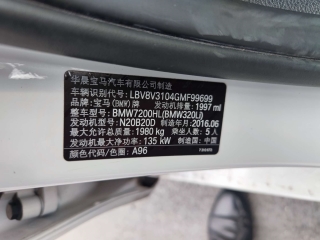 华晨宝马汽车有限公司制造
车辆识别代号: LBV8V3104GMF99699
品牌: 宝马(BMW)牌 发动机排量: 1997 ml
整车型号: BMW7200HL(BMW320Li)
发动机型号: N20B20D 制造年月: 2016.06
最大允许总质量: 1980 kg 乘坐人数: 5 人
发动机最大净功率: 135 kW 制造国: 中国
颜色代码/色圈: A96